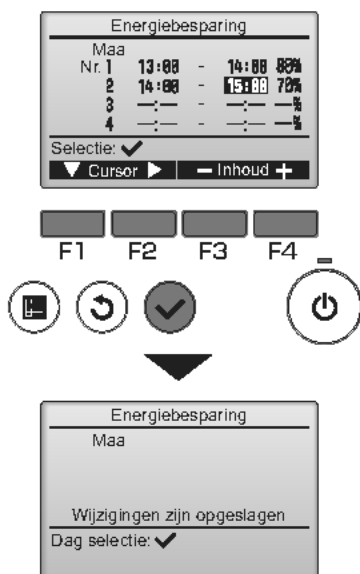 Energiebesparing
Maa
Nr. 1 13:00 - 14:00 80%
2 14:00 - 15:00 70%
3 --:-- - --:-- --%
4 --:-- - --:-- --%
Selectie: ✔
▼ Cursor ▶ − Inhoud +
F1 F2 F3 F4
Energiebesparing
Maa
Wijzigingen zijn opgeslagen
Dag selectie: ✔